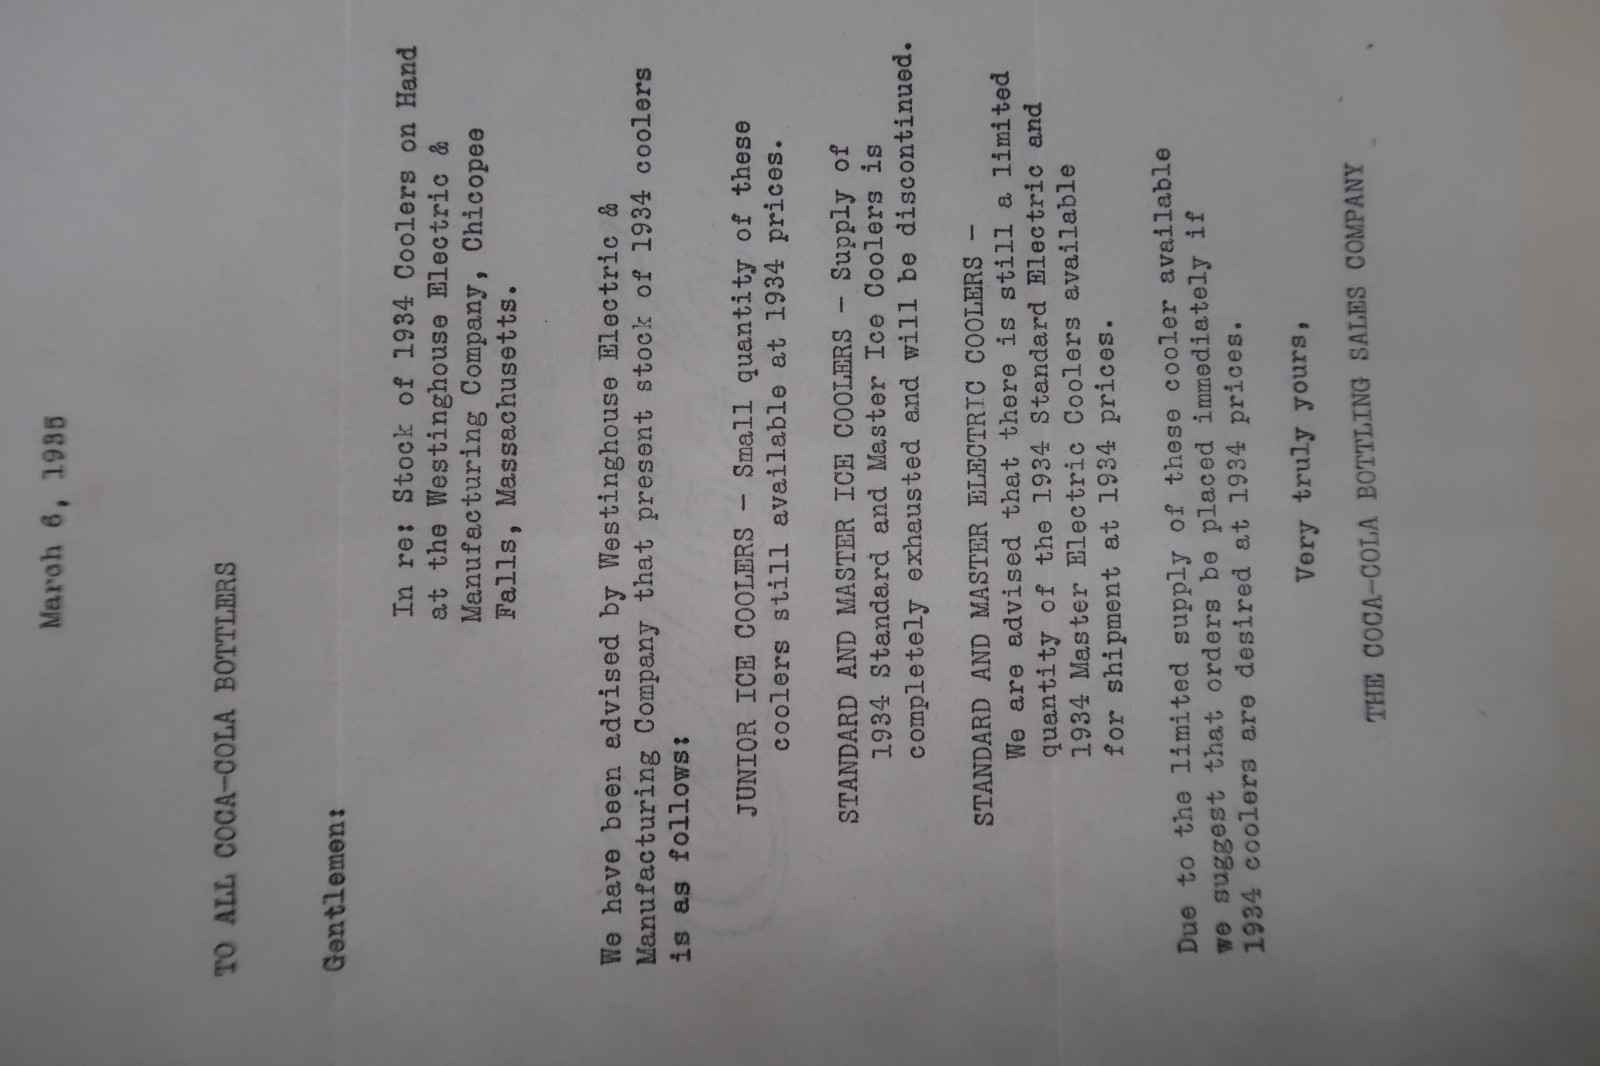 March 6, 1935
TO ALL COCA-COLA BOTTLERS
Gentlemen:
In re: Stock of 1934 Coolers on Hand
at the Westinghouse Electric &
Manufacturing Company, Chicopee
Falls, Massachusetts.
We have been advised by Westinghouse Electric &
Manufacturing Company that present stock of 1934 coolers
is as follows:
JUNIOR ICE COOLERS - Small quantity of these
coolers still available at 1934 prices.
STANDARD AND MASTER ICE COOLERS - Supply of
1934 Standard and Master Ice Coolers is
completely exhausted and will be discontinued.
STANDARD AND MASTER ELECTRIC COOLERS -
We are advised that there is still a limited
quantity of the 1934 Standard Electric and
1934 Master Electric Coolers available
for shipment at 1934 prices.
Due to the limited supply of these cooler available
we suggest that orders be placed immediately if
1934 coolers are desired at 1934 prices.
Very truly yours,
THE COCA-COLA BOTTLING SALES COMPANY